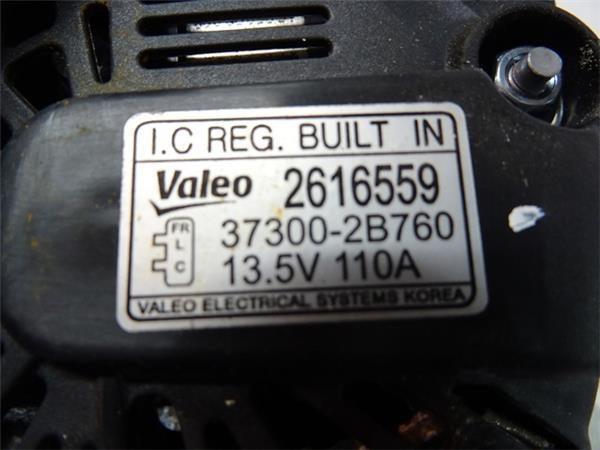 I.C REG. BUILT IN
Valeo 2616559
FR 37300-2B760
L
C 13.5V 110A
VALEO ELECTRICAL SYSTEMS KOREA